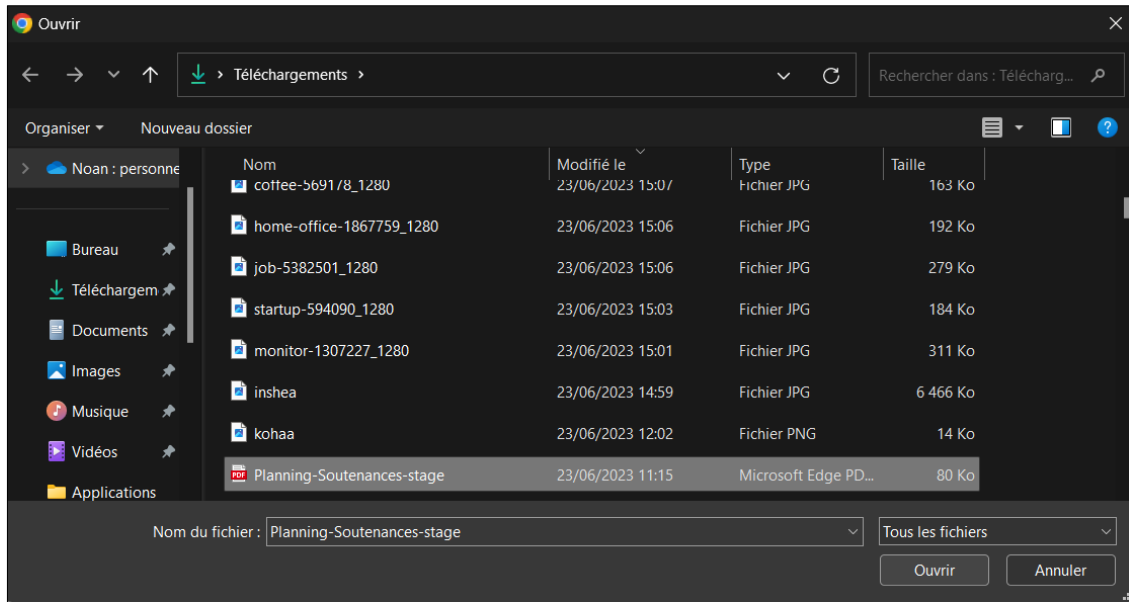 Ouvrir
Téléchargements
Rechercher dans : Télécharg...
Organiser Nouveau dossier
Noan : personne
Nom Modifié le Type Taille
coffee-569178_1280 23/06/2023 15:07 Fichier JPG 163 Ko
home-office-1867759_1280 23/06/2023 15:06 Fichier JPG 192 Ko
Bureau
job-5382501_1280 23/06/2023 15:06 Fichier JPG 279 Ko
Téléchargem
startup-594090_1280 23/06/2023 15:03 Fichier JPG 184 Ko
Documents
monitor-1307227_1280 23/06/2023 15:01 Fichier JPG 311 Ko
Images
inshea 23/06/2023 14:59 Fichier JPG 6 466 Ko
Musique
kohaa 23/06/2023 12:02 Fichier PNG 14 Ko
Vidéos
PDF Planning-Soutenances-stage 23/06/2023 11:15 Microsoft Edge PD... 80 Ko
Applications
Nom du fichier : Planning-Soutenances-stage Tous les fichiers
Ouvrir Annuler